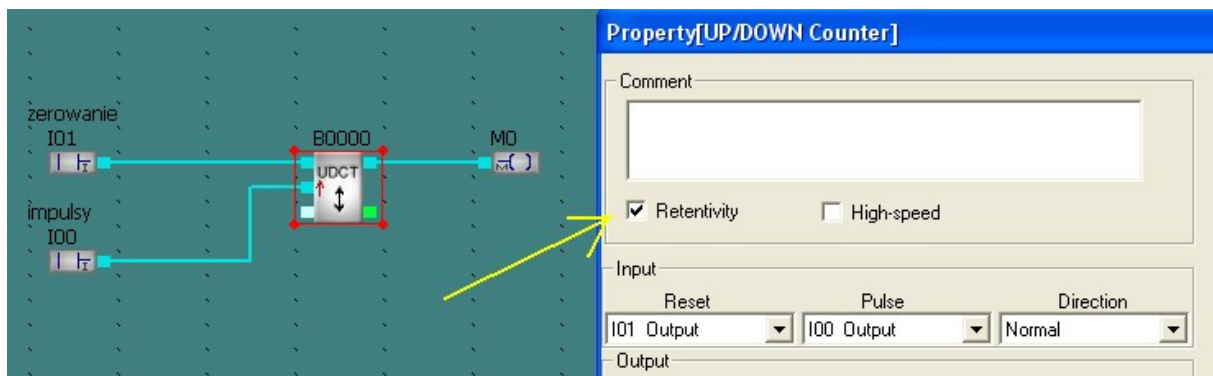 zerowanie
I01
B0000
M0
UDCT
M
I
impulsy
I00
I
Property[UP/DOWN Counter]
Comment
Retentivity High-speed
Input
Reset Pulse Direction
I01 Output I00 Output Normal
Output